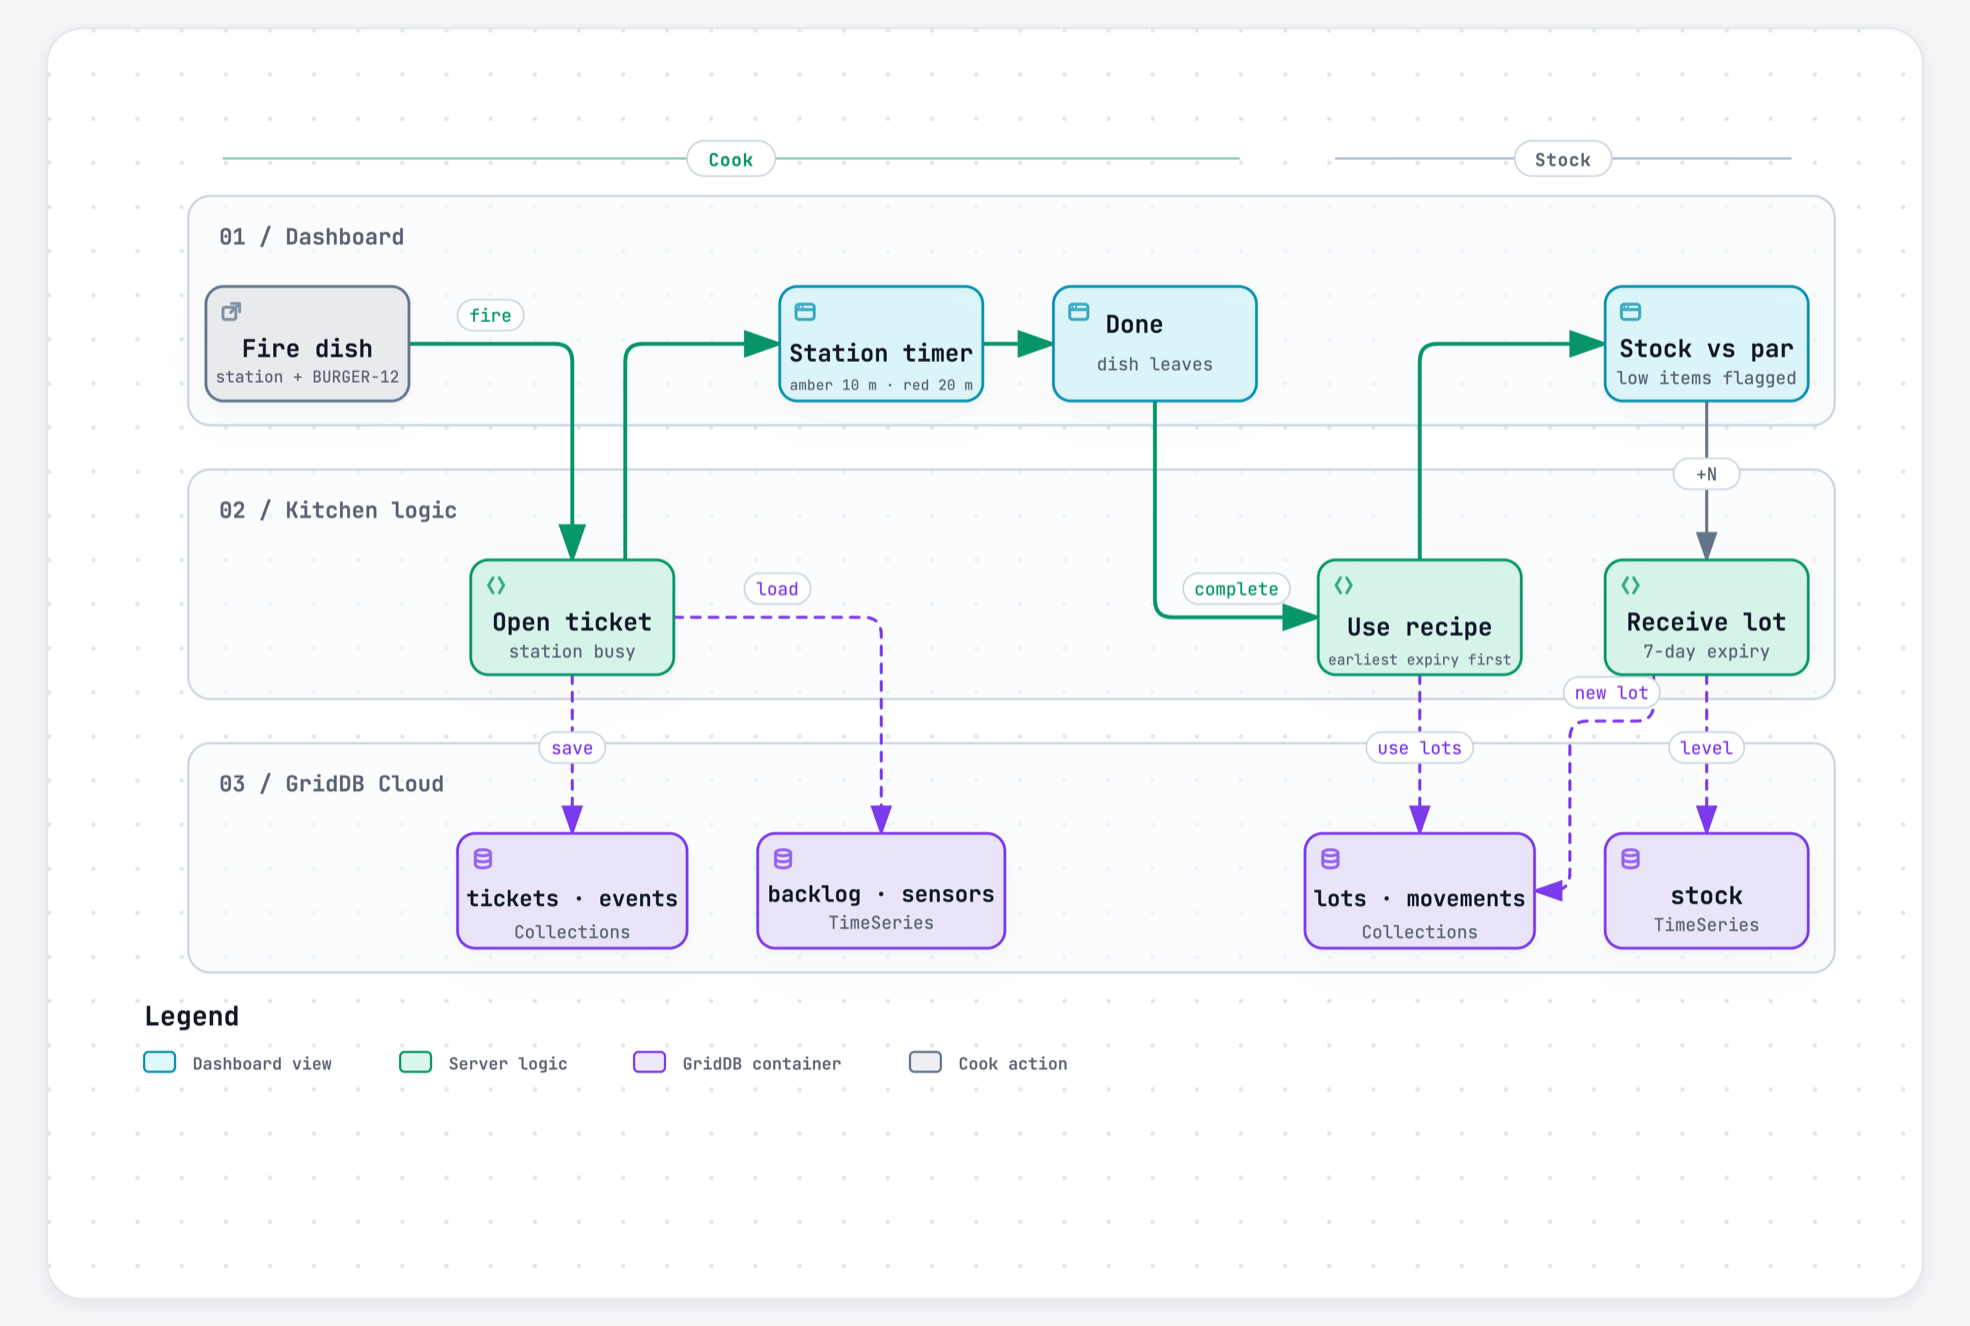 Cook
Stock
01 / Dashboard
Fire dish
station + BURGER-12
fire
Station timer
amber 10 m · red 20 m
Done
dish leaves
Stock vs par
low items flagged
+N
02 / Kitchen logic
Open ticket
station busy
load
complete
Use recipe
earliest expiry first
Receive lot
7-day expiry
new lot
save
use lots
level
03 / GridDB Cloud
tickets · events
Collections
backlog · sensors
TimeSeries
lots · movements
Collections
stock
TimeSeries
Legend
Dashboard view
Server logic
GridDB container
Cook action